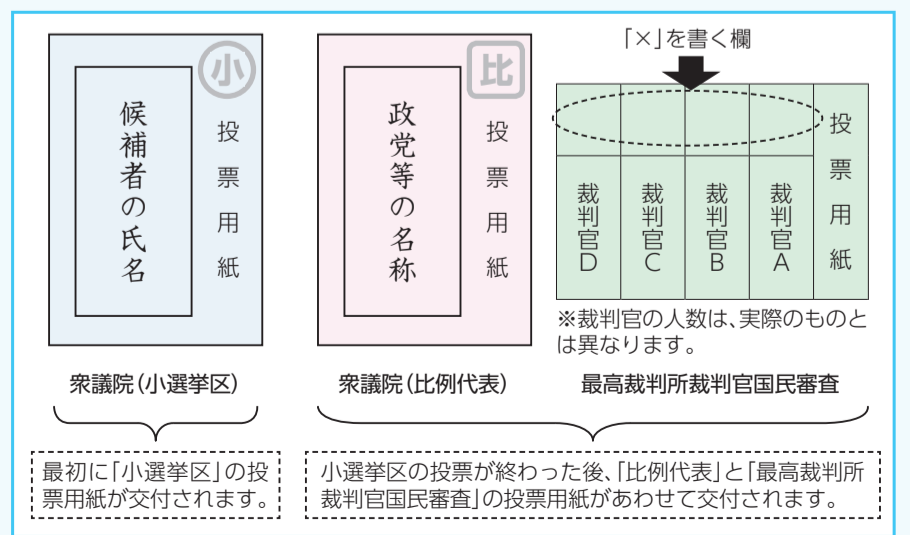 小
投票用紙
候補者の氏名
衆議院(小選挙区)
最初に「小選挙区」の投
票用紙が交付されます。
比
投票用紙
政党等の名称
衆議院(比例代表)
「×」を書く欄
投票用紙
裁判官A
裁判官B
裁判官C
裁判官D
※裁判官の人数は、実際のものと
は異なります。
最高裁判所裁判官国民審査
小選挙区の投票が終わった後、「比例代表」と「最高裁判所
裁判官国民審査」の投票用紙があわせて交付されます。